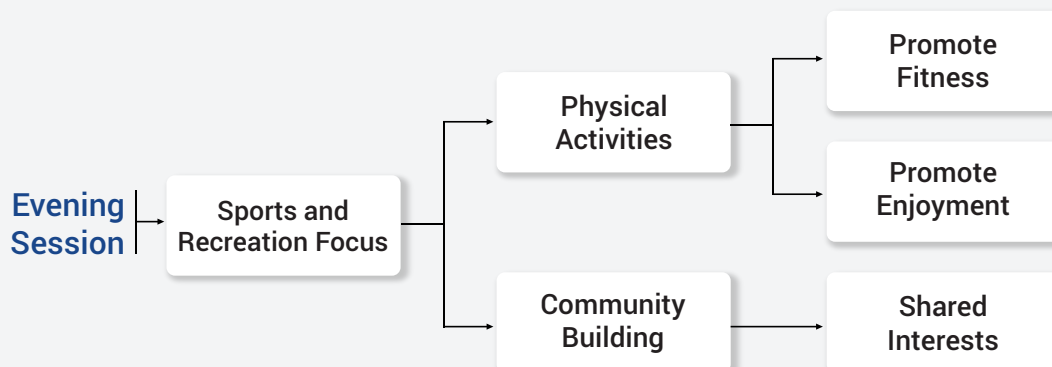 Evening
Session
Sports and
Recreation Focus
Physical
Activities
Promote
Fitness
Promote
Enjoyment
Community
Building
Shared
Interests